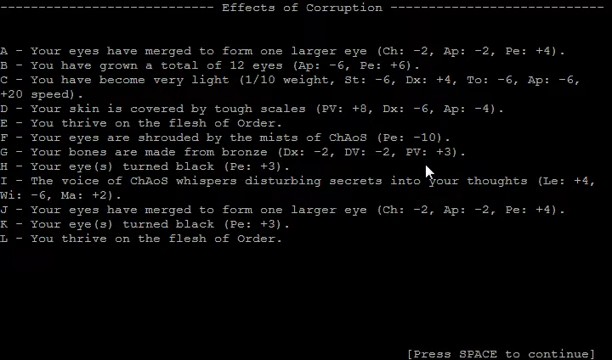 --------------------------- Effects of Corruption ---------------------------
A - Your eyes have merged to form one larger eye (Ch: -2, Ap: -2, Pe: +4).
B - You have grown a total of 12 eyes (Ap: -6, Pe: +6).
C - You have become very light (1/10 weight, St: -6, Dx: +4, To: -6, Ap: -6,
+20 speed).
D - Your skin is covered by tough scales (PV: +8, Dx: -6, Ap: -4).
E - You thrive on the flesh of Order.
F - Your eyes are shrouded by the mists of ChAoS (Pe: -10).
G - Your bones are made from bronze (Dx: -2, DV: -2, PV: +3).
H - Your eye(s) turned black (Pe: +3).
I - The voice of ChAoS whispers disturbing secrets into your thoughts (Le: +4,
Wi: -6, Ma: +2).
J - Your eyes have merged to form one larger eye (Ch: -2, Ap: -2, Pe: +4).
K - Your eye(s) turned black (Pe: +3).
L - You thrive on the flesh of Order.
[Press SPACE to continue]